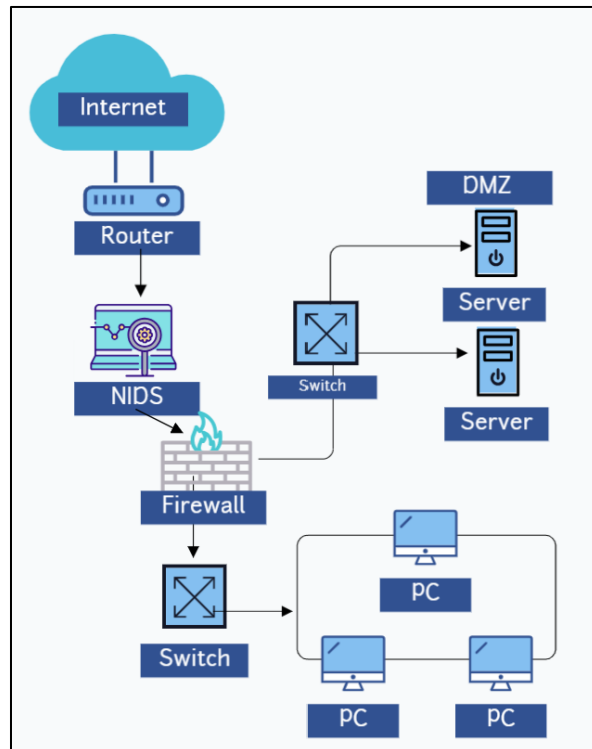 Internet
DMZ
Router
Server
Switch
NIDS
Server
Firewall
PC
Switch
PC
PC